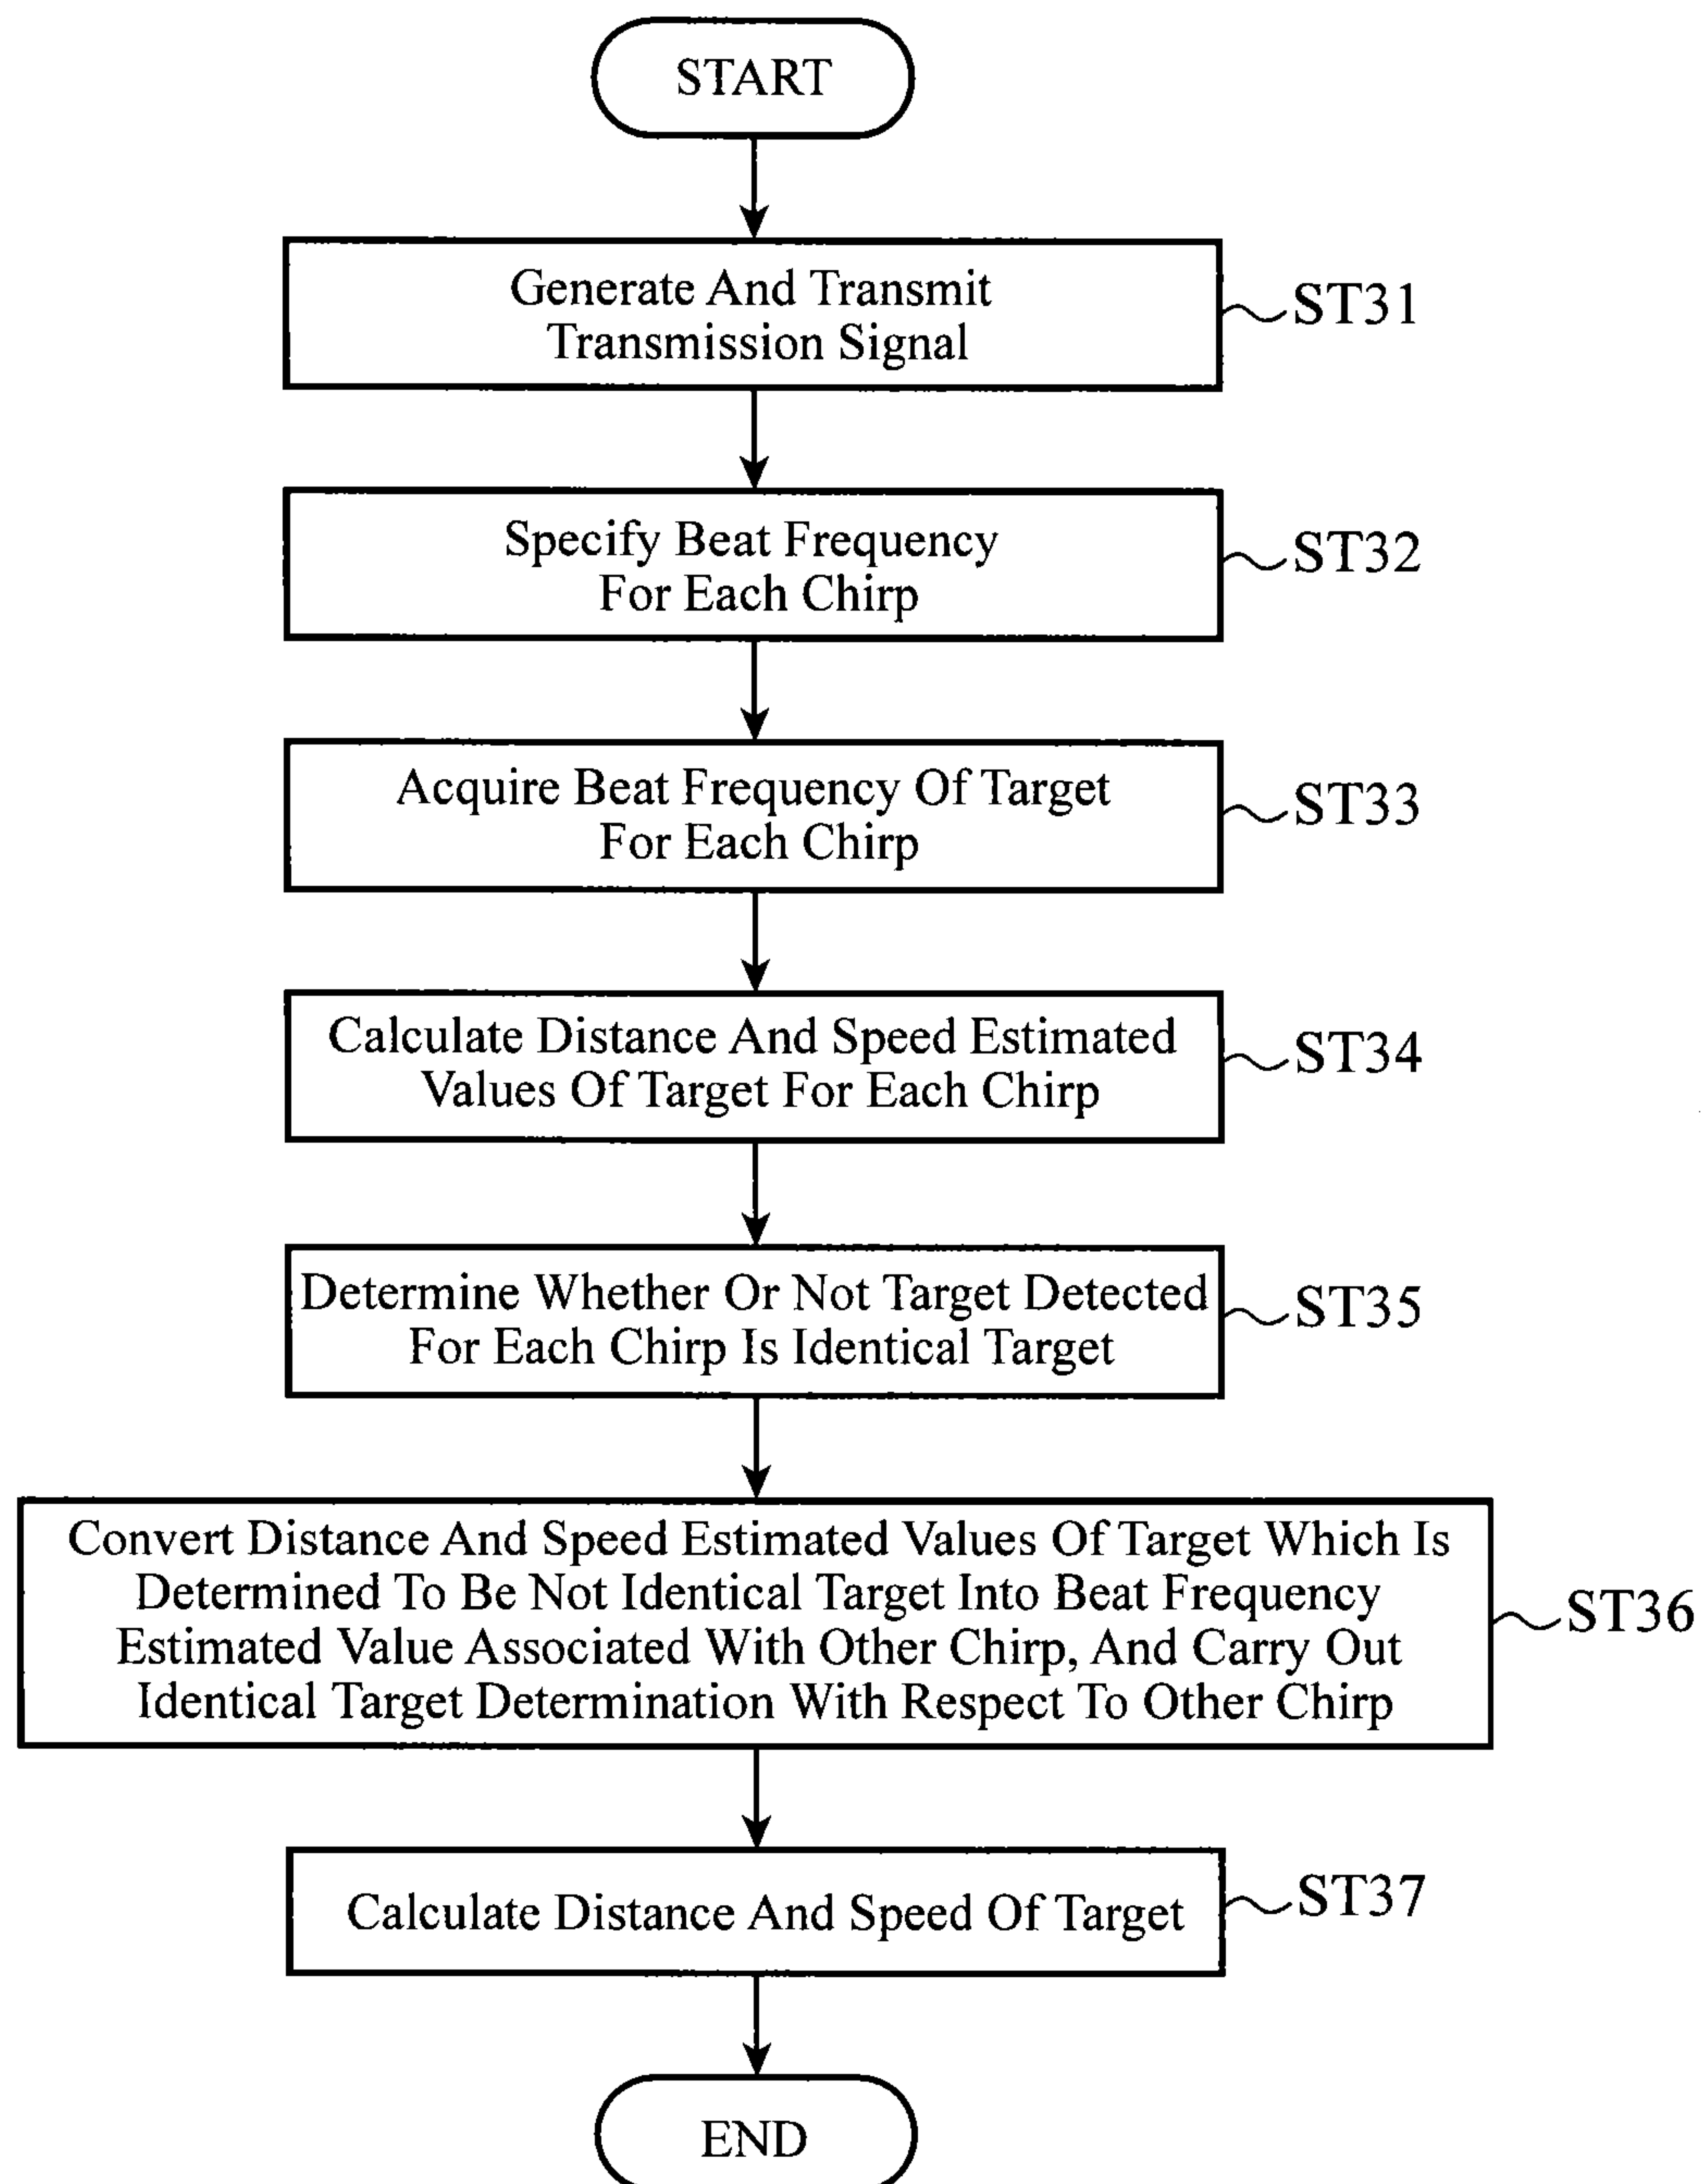 START
Generate And Transmit
Transmission Signal
ST31
Specify Beat Frequency
For Each Chirp
ST32
Acquire Beat Frequency Of Target
For Each Chirp
ST33
Calculate Distance And Speed Estimated
Values Of Target For Each Chirp
ST34
Determine Whether Or Not Target Detected
For Each Chirp Is Identical Target
ST35
Convert Distance And Speed Estimated Values Of Target Which Is
Determined To Be Not Identical Target Into Beat Frequency
Estimated Value Associated With Other Chirp, And Carry Out
Identical Target Determination With Respect To Other Chirp
ST36
Calculate Distance And Speed Of Target
ST37
END